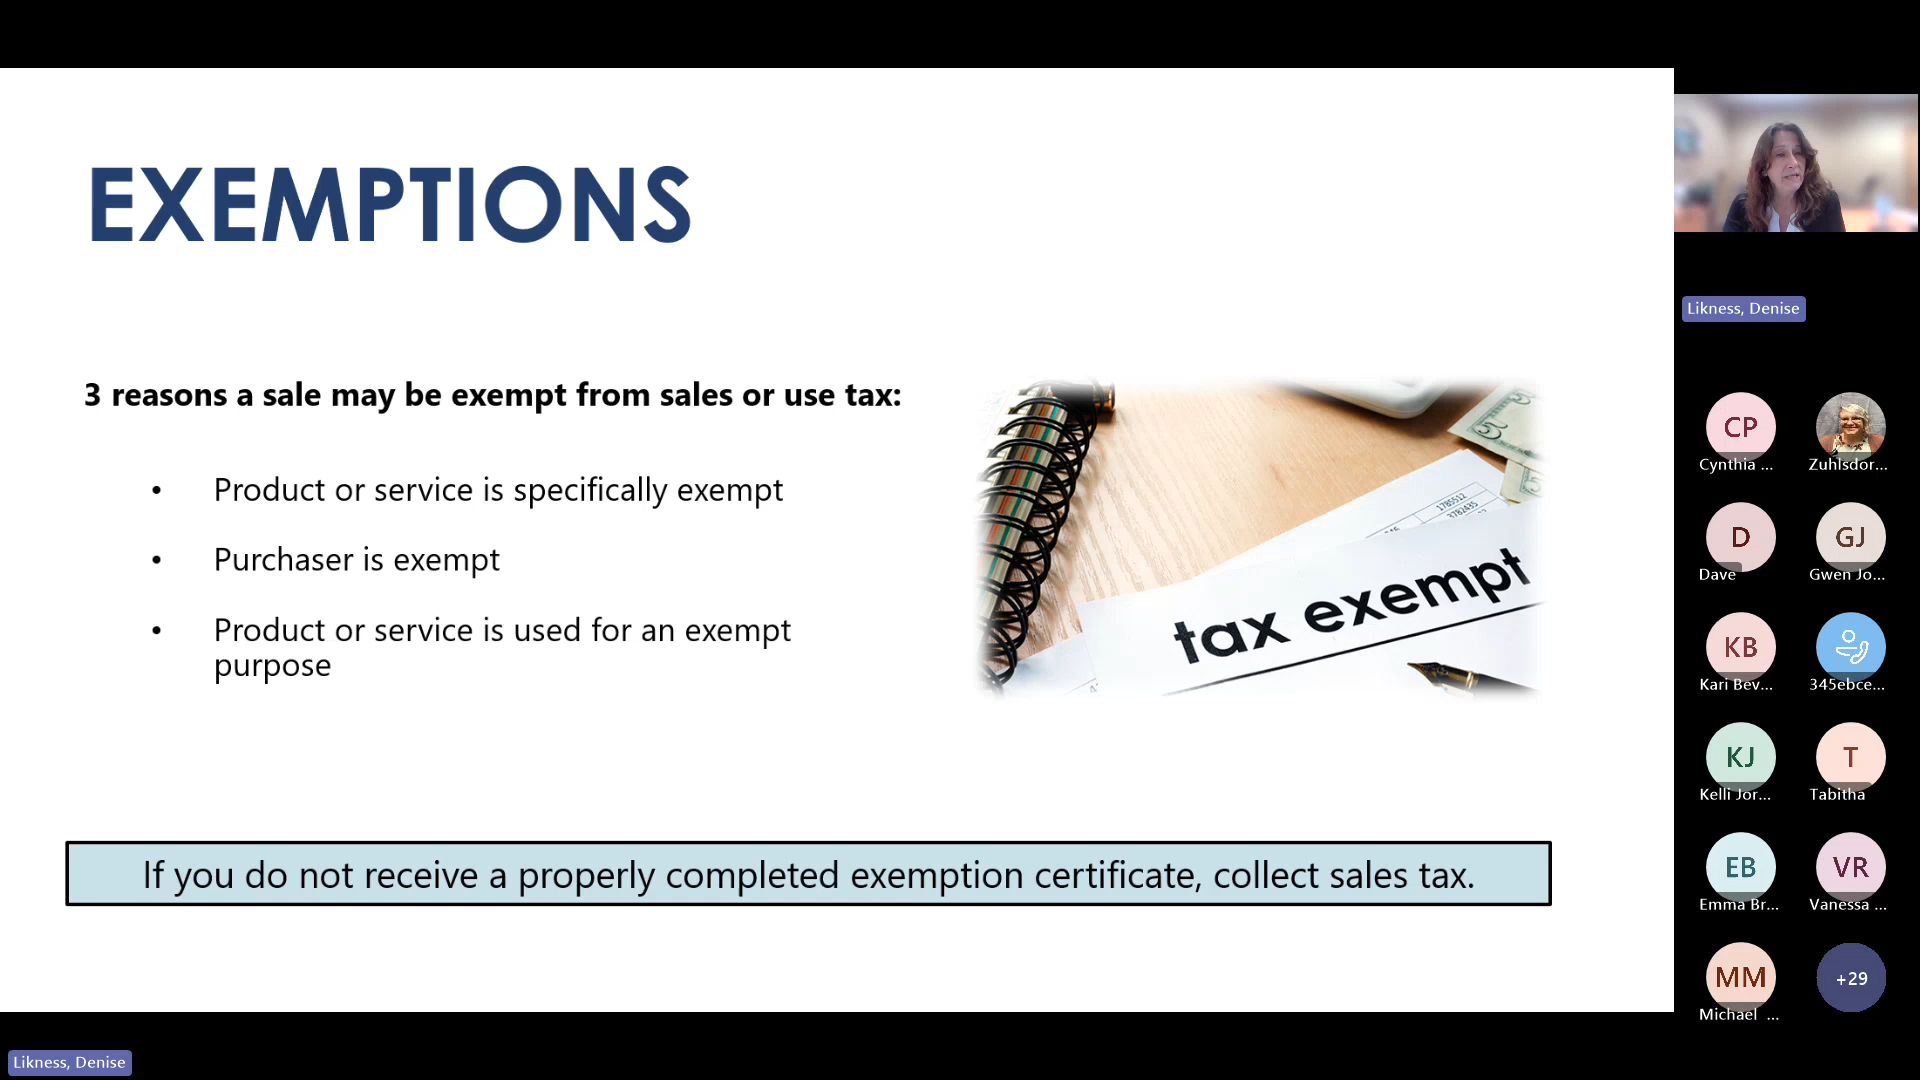 EXEMPTIONS
3 reasons a sale may be exempt from sales or use tax:
• Product or service is specifically exempt
• Purchaser is exempt
• Product or service is used for an exempt
purpose
1785512
3782435
tax exempt
If you do not receive a properly completed exemption certificate, collect sales tax.
Likness, Denise
Likness, Denise
CP
Cynthia ...
Zuhlsdor...
D
Dave
GJ
Gwen Jo...
KB
Kari Bev...
345ebce...
KJ
Kelli Jor...
T
Tabitha
EB
Emma Br...
VR
Vanessa ...
MM
Michael ...
+29